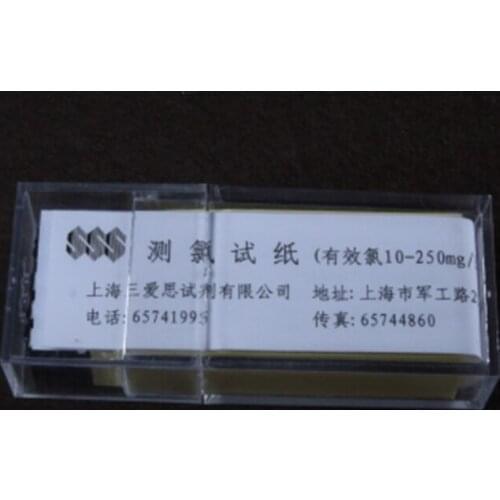 SSS 测氯试纸 (有效氯10-250mg/
上海三爱思试剂有限公司 地址: 上海市军工路2
电话: 65741995 传真: 65744860